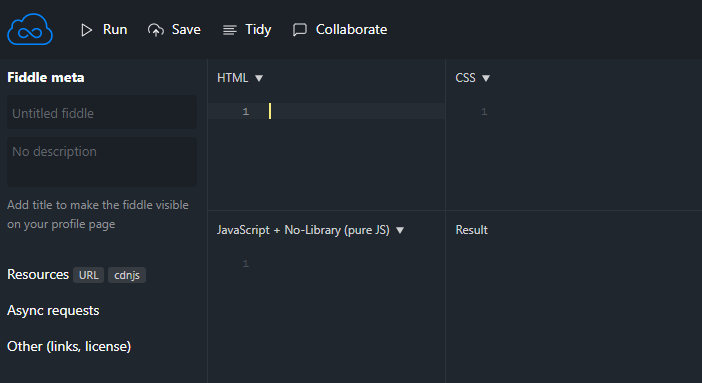 Run Save Tidy Collaborate
Fiddle meta
Untitled fiddle
No description
Add title to make the fiddle visible
on your profile page
Resources URL cdnjs
Async requests
Other (links, license)
HTML ▼
1
CSS ▼
1
JavaScript + No-Library (pure JS) ▼
1
Result